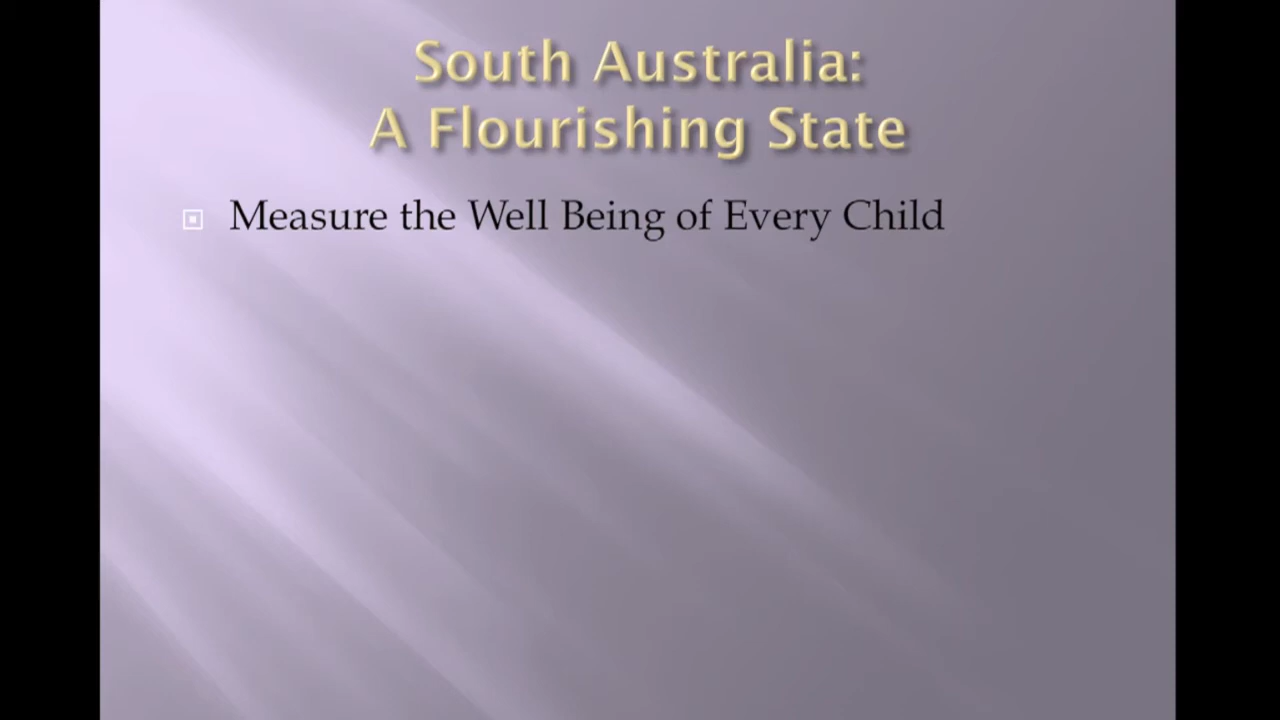 South Australia:
A Flourishing State
Measure the Well Being of Every Child